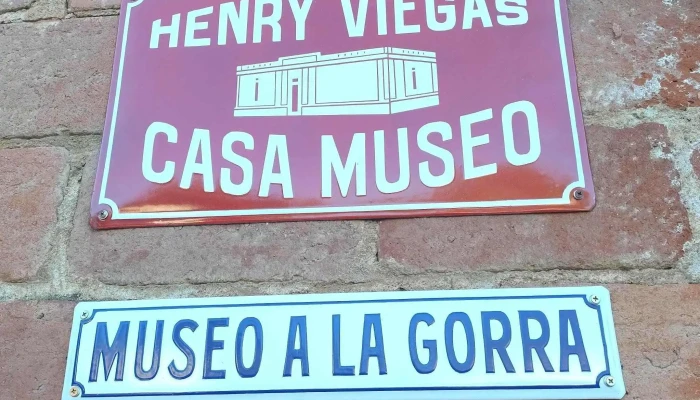 HENRY VIEGAS
CASA MUSEO
MUSEO A LA GORRA